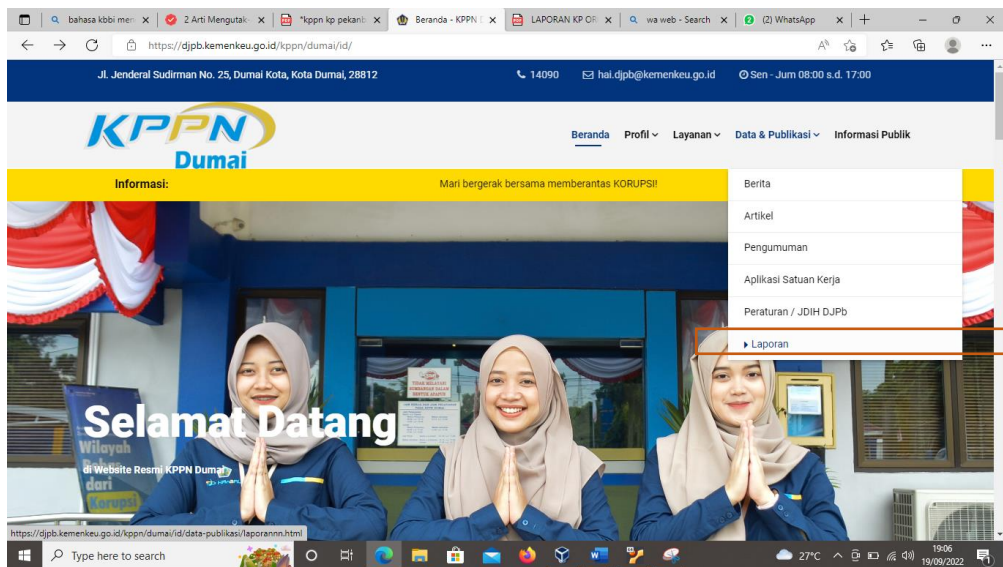 bahasa kbbi men
2 Arti Mengutak-
"kppn kp pekanb
Beranda - KPPN D
LAPORAN KP OR
wa web - Search
(2) WhatsApp
https://djpb.kemenkeu.go.id/kppn/dumai/id/
Jl. Jenderal Sudirman No. 25, Dumai Kota, Kota Dumai, 28812
14090
hai.djpb@kemenkeu.go.id
Sen - Jum 08:00 s.d. 17:00
KPPN
Dumai
Beranda
Profil
Layanan
Data & Publikasi
Informasi Publik
Informasi:
Mari bergerak bersama memberantas KORUPSI!
Berita
Artikel
Pengumuman
Aplikasi Satuan Kerja
Peraturan / JDIH DJPb
Laporan
Selamat Datang
di Website Resmi KPPN Dumai
Wilayah
Bebas
dari
Korupsi
https://djpb.kemenkeu.go.id/kppn/dumai/id/data-publikasi/laporannn.html
Type here to search
27°C
19:06
19/09/2022